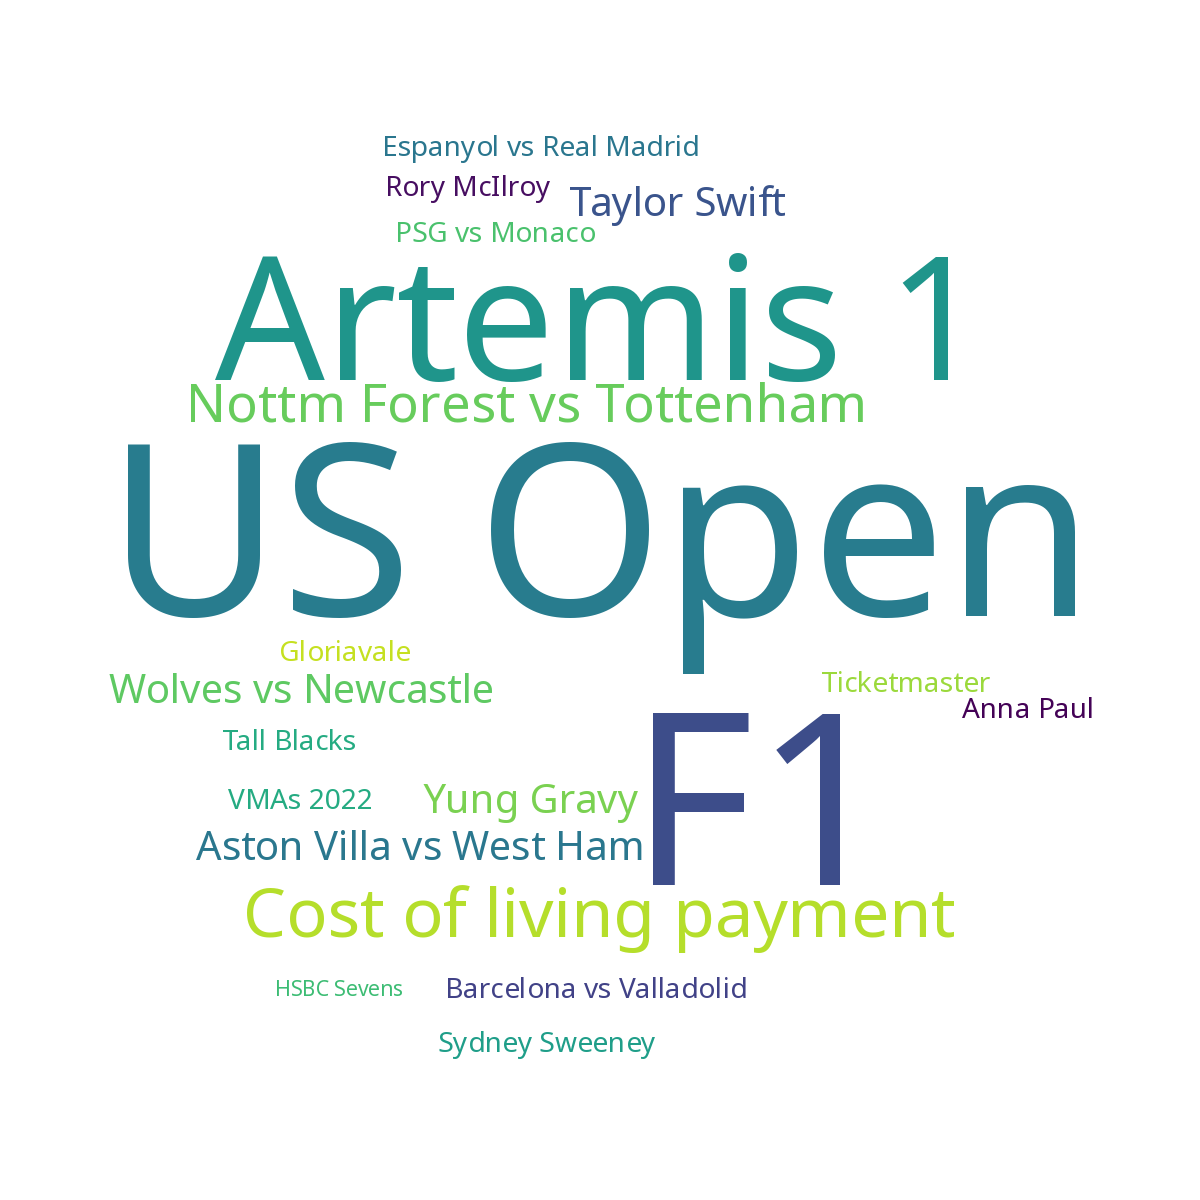 Espanyol vs Real Madrid
Rory McIlroy
Taylor Swift
PSG vs Monaco
Artemis 1
Nottm Forest vs Tottenham
US Open
Gloriavale
Wolves vs Newcastle
Ticketmaster
Anna Paul
Tall Blacks
F1
VMAs 2022
Yung Gravy
Aston Villa vs West Ham
Cost of living payment
HSBC Sevens
Barcelona vs Valladolid
Sydney Sweeney